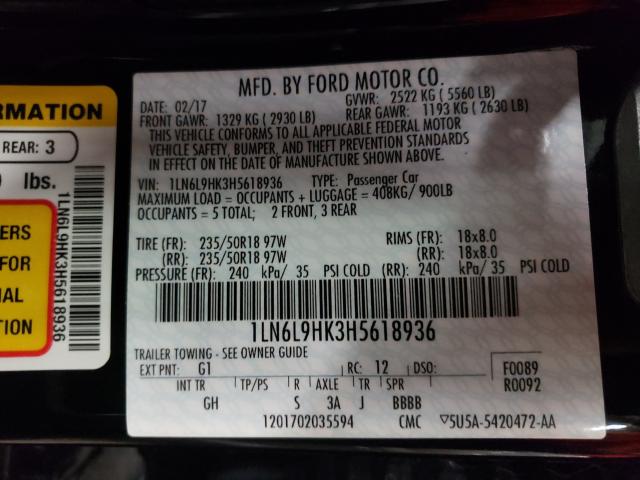 RMATION
REAR: 3
lbs.
ERS
FOR
IAL
TION
1LN6L9HK3H5618936
MFD. BY FORD MOTOR CO.
DATE: 02/17 GVWR: 2522 KG ( 5560 LB)
FRONT GAWR: 1329 KG ( 2930 LB) REAR GAWR: 1193 KG ( 2630 LB)
THIS VEHICLE CONFORMS TO ALL APPLICABLE FEDERAL MOTOR
VEHICLE SAFETY, BUMPER, AND THEFT PREVENTION STANDARDS
IN EFFECT ON THE DATE OF MANUFACTURE SHOWN ABOVE.
VIN: 1LN6L9HK3H5618936 TYPE: Passenger Car
MAXIMUM LOAD = OCCUPANTS + LUGGAGE = 408KG/ 900LB
OCCUPANTS = 5 TOTAL; 2 FRONT, 3 REAR
TIRE (FR): 235/50R18 97W RIMS (FR): 18x8.0
(RR): 235/50R18 97W (RR): 18x8.0
PRESSURE (FR): 240 kPa/ 35 PSI COLD (RR): 240 kPa/ 35 PSI COLD
1LN6L9HK3H5618936
TRAILER TOWING - SEE OWNER GUIDE
EXT PNT: G1 RC: 12 DSO: F0089
INT TR TP/PS R AXLE TR SPR R0092
GH S 3A J BBBB
1201702035594 CMC ▽5U5A-5420472-AA